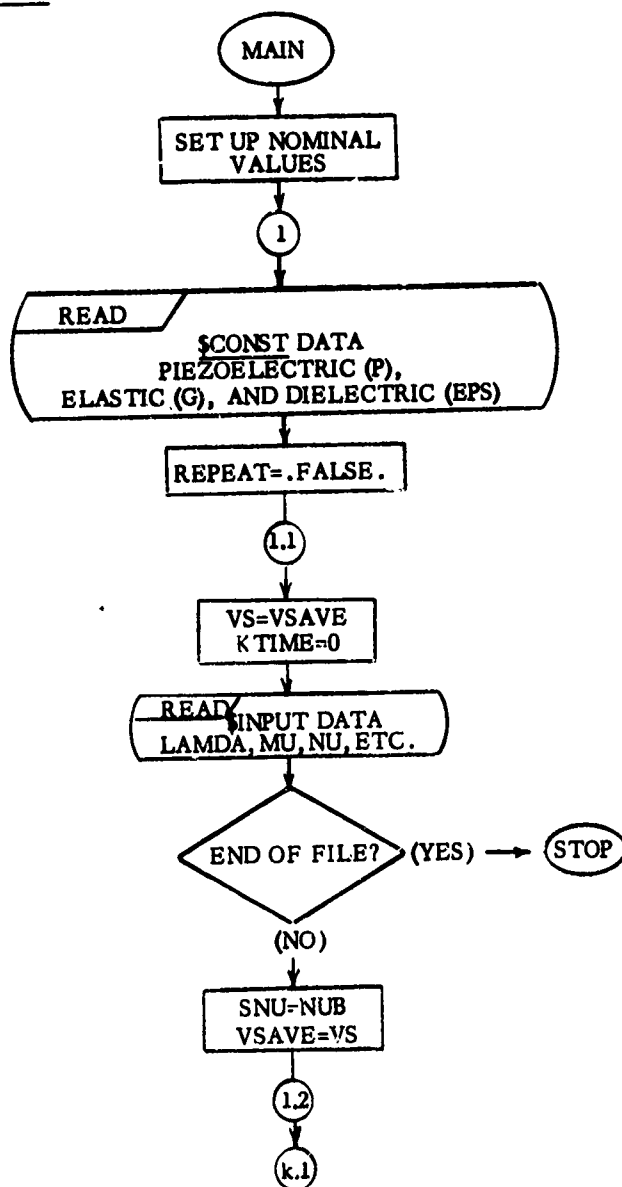 MAIN
SET UP NOMINAL
VALUES
1
READ
$CONST DATA
PIEZOELECTRIC (P),
ELASTIC (G), AND DIELECTRIC (EPS)
REPEAT=.FALSE.
1.1
VS=VSAVE
KTIME=0
READ
$INPUT DATA
LAMDA, MU, NU, ETC.
END OF FILE? (YES) STOP
(NO)
SNU=NUB
VSAVE=VS
1.2
k.1